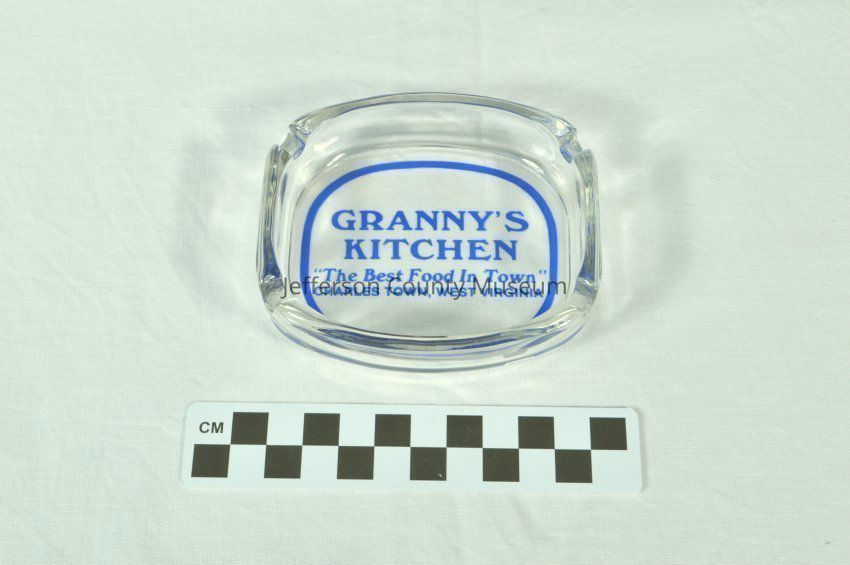 GRANNY'S
KITCHEN
"The Best Food In Town"
Jefferson County Museum
CHARLES TOWN, WEST VIRGINIA
CM